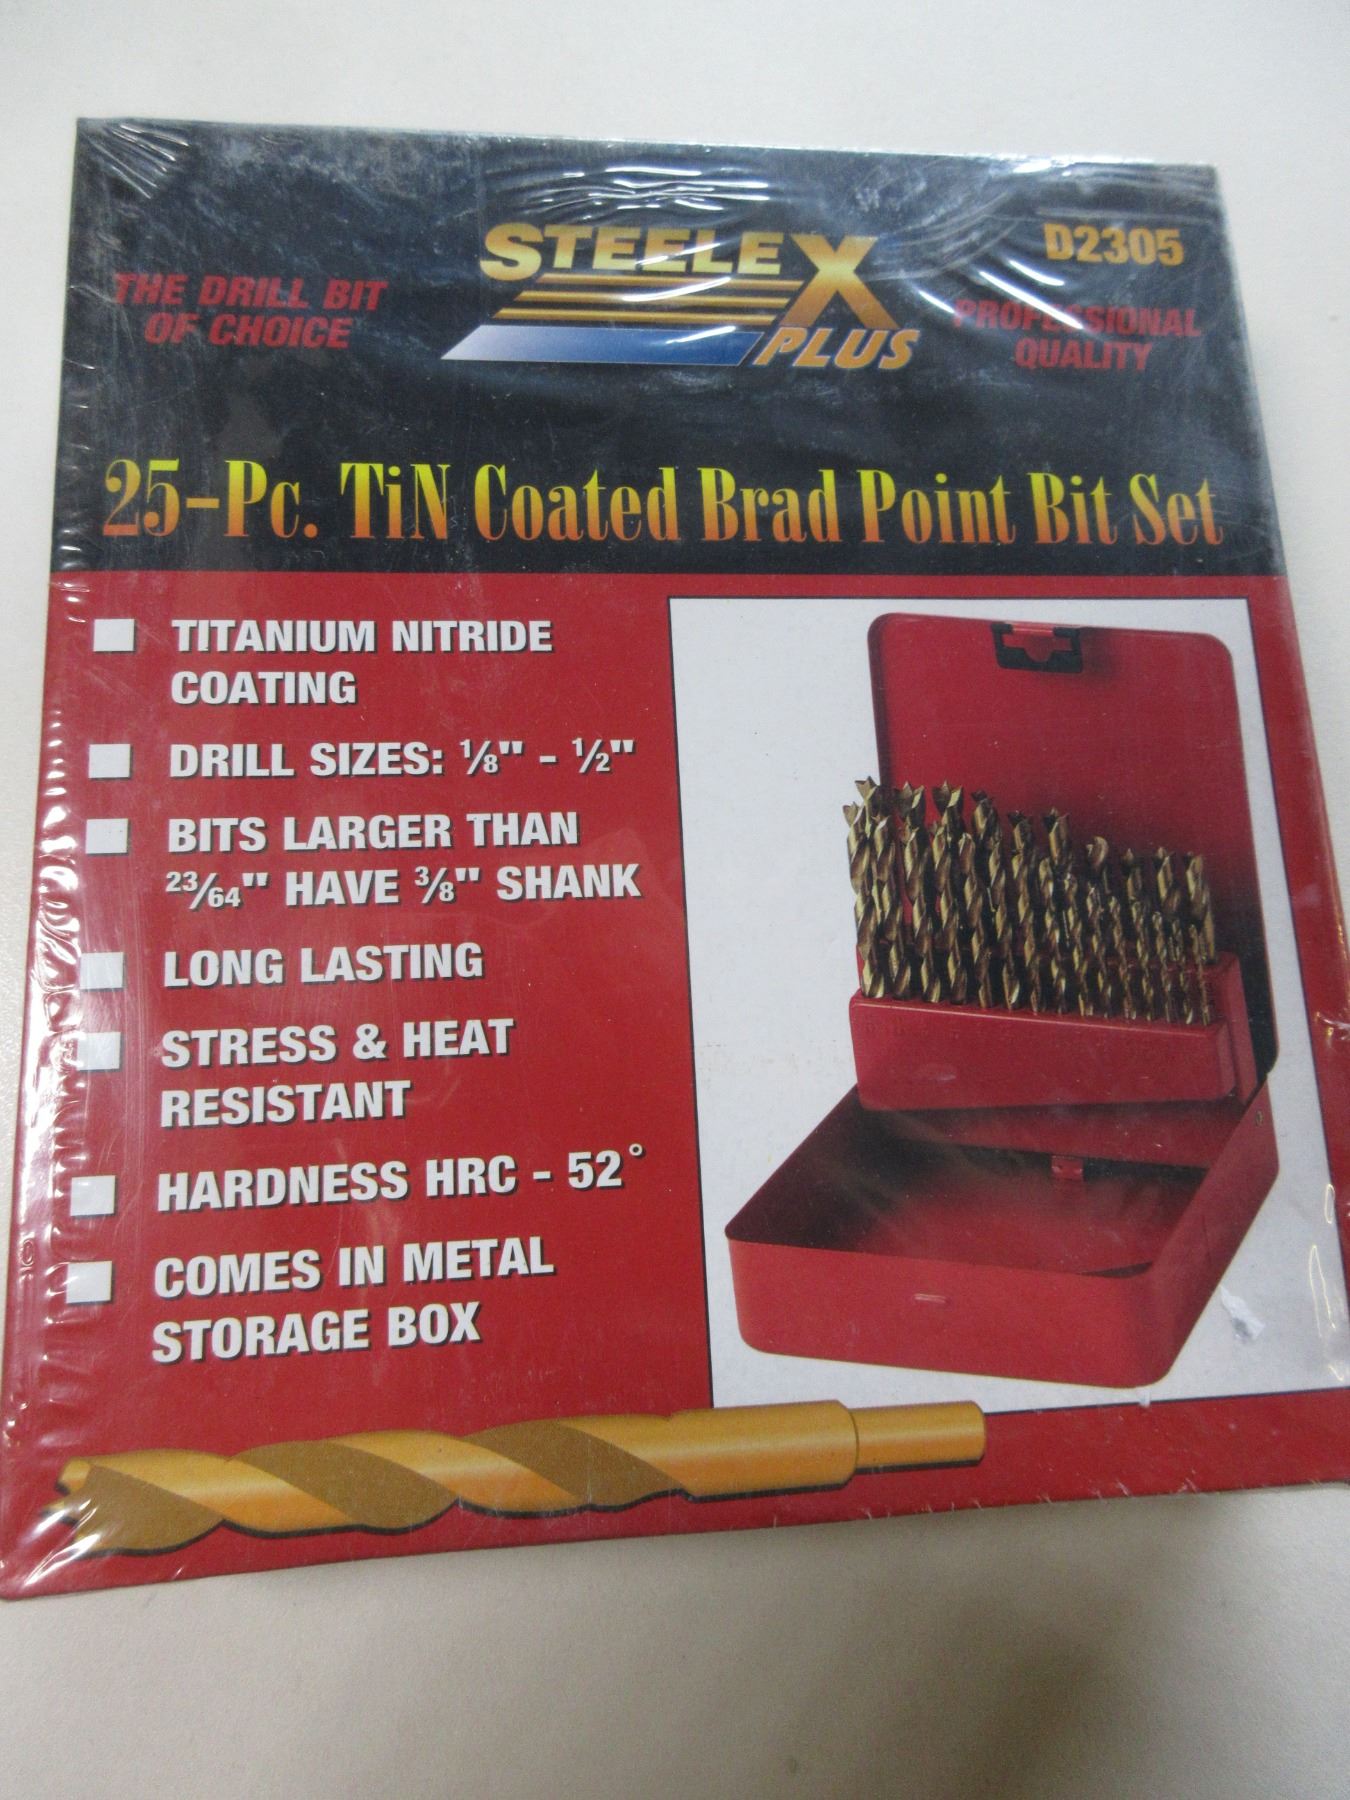 STEELEX
PLUS
D2305
THE DRILL BIT
OF CHOICE
PROFESSIONAL
QUALITY
25-Pc. TiN Coated Brad Point Bit Set
TITANIUM NITRIDE
COATING
DRILL SIZES: ⅛" - ½"
BITS LARGER THAN
23/64" HAVE ⅜" SHANK
LONG LASTING
STRESS & HEAT
RESISTANT
HARDNESS HRC - 52°
COMES IN METAL
STORAGE BOX